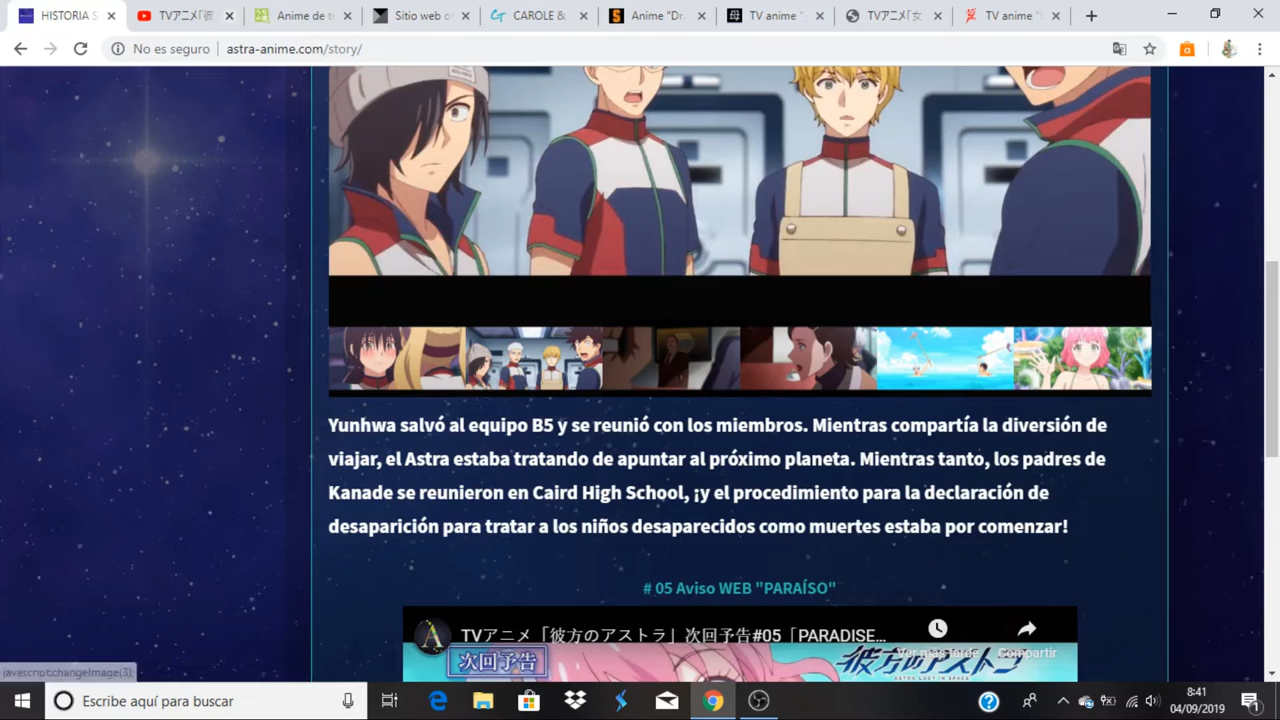 HISTORIA S
TVアニメ「彼
Anime de t
Sitio web o
CAROLE &
Anime "Dr.
TV anime "
TVアニメ「女
TV anime "
No es seguro
astra-anime.com/story/
Yunhwa salvó al equipo B5 y se reunió con los miembros. Mientras compartía la diversión de
viajar, el Astra estaba tratando de apuntar al próximo planeta. Mientras tanto, los padres de
Kanade se reunieron en Caird High School, ¡y el procedimiento para la declaración de
desaparición para tratar a los niños desaparecidos como muertes estaba por comenzar!
# 05 Aviso WEB "PARAÍSO"
TVアニメ「彼方のアストラ」次回予告#05「PARADISE...
Ver más tarde
Compartir
次回予告
彼方のアストラ
ASTRA LOST IN SPACE
javascript:changeImage(3);
Escribe aquí para buscar
8:41
04/09/2019